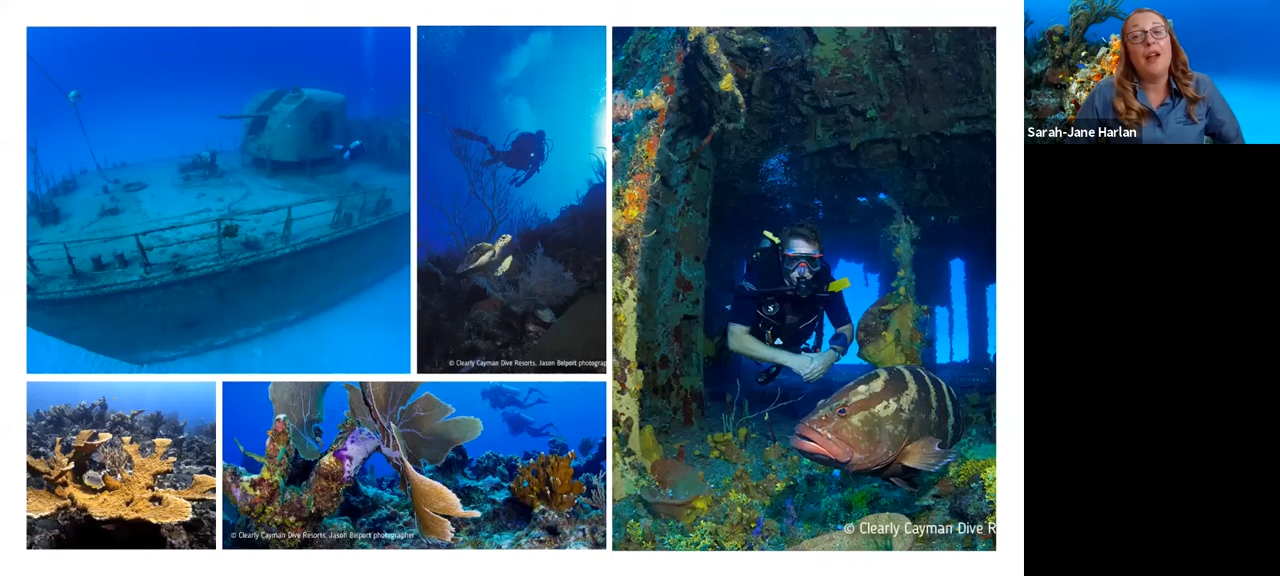 Sarah-Jane Harlan
© Clearly Cayman Dive Resorts, Jason Belport photograp
© Clearly Cayman Dive Resorts, Jason Belport photographer
© Clearly Cayman Dive R